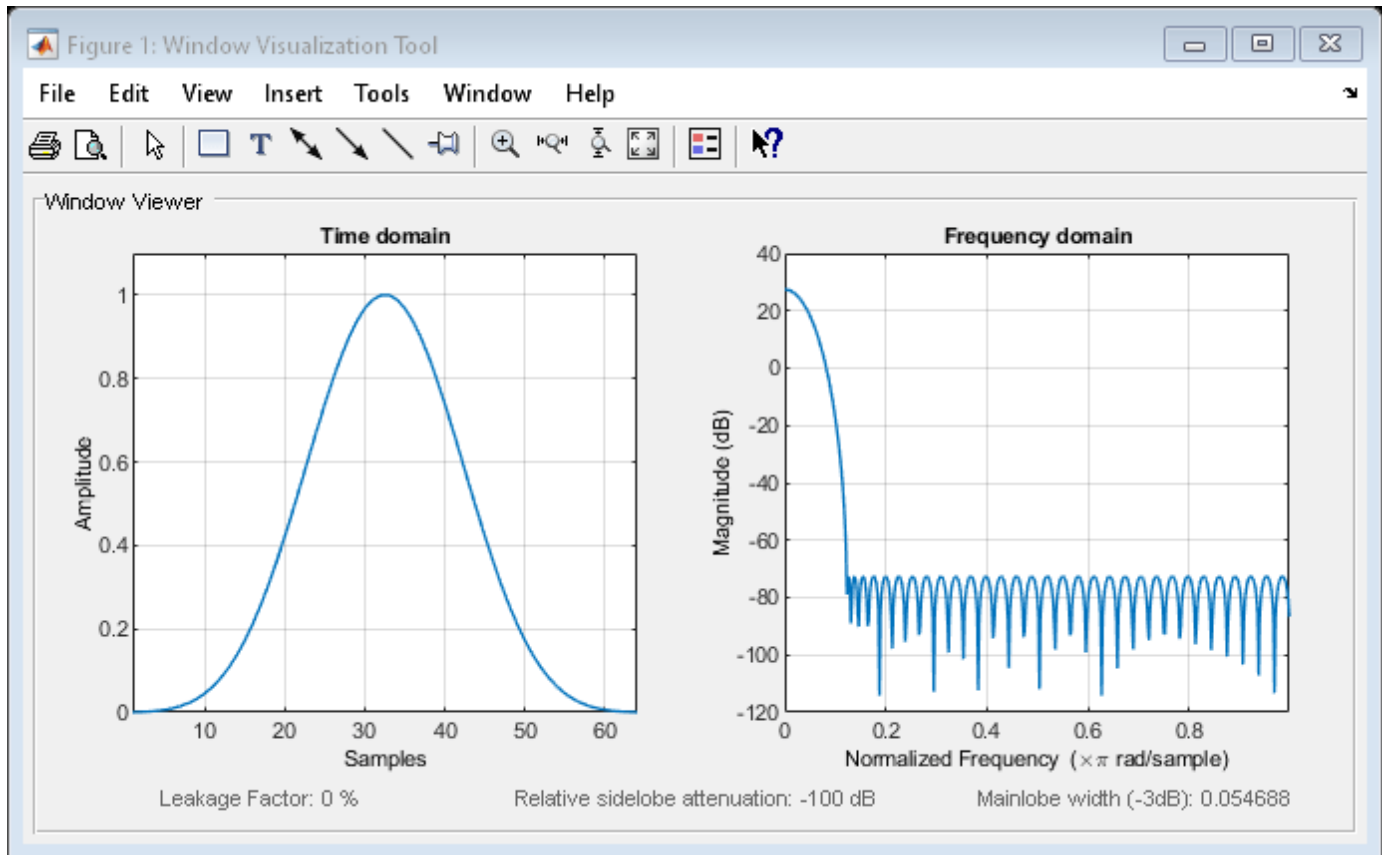 Figure 1: Window Visualization Tool
File Edit View Insert Tools Window Help
T
?
Window Viewer
Time domain
1
0.8
0.6
0.4
0.2
0
10 20 30 40 50 60
Amplitude
Samples
Frequency domain
40
20
0
-20
-40
-60
-80
-100
-120
0 0.2 0.4 0.6 0.8
Magnitude (dB)
Normalized Frequency (×π rad/sample)
Leakage Factor: 0 % Relative sidelobe attenuation: -100 dB Mainlobe width (-3dB): 0.054688